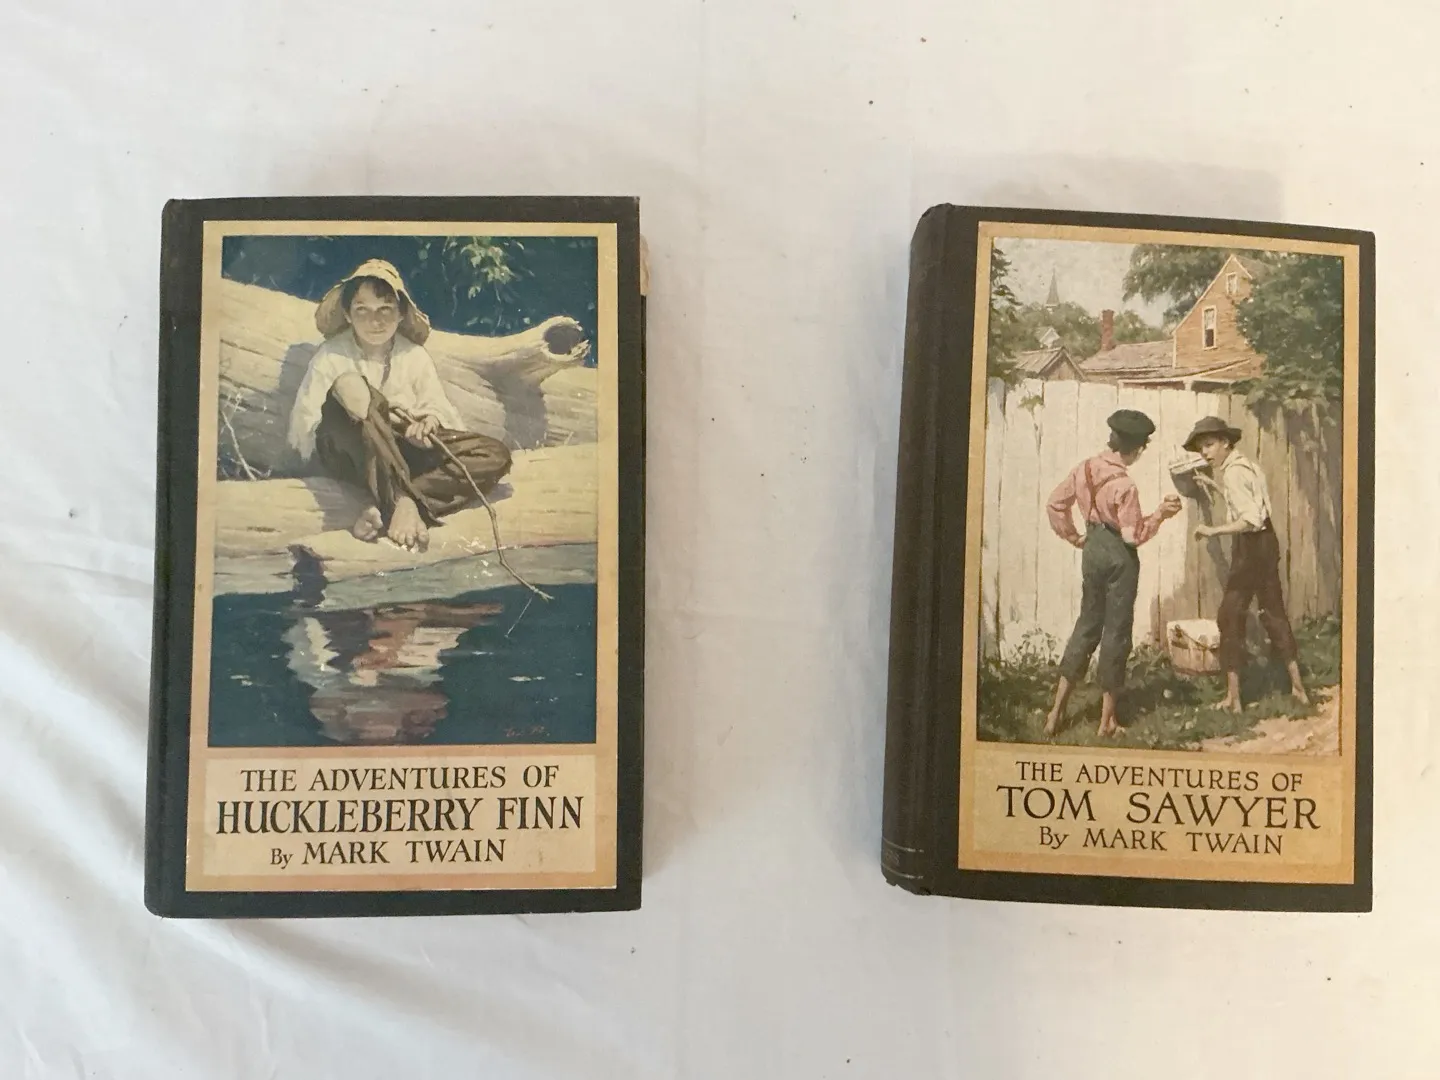 THE ADVENTURES OF
HUCKLEBERRY FINN
By MARK TWAIN
THE ADVENTURES OF
TOM SAWYER
By MARK TWAIN